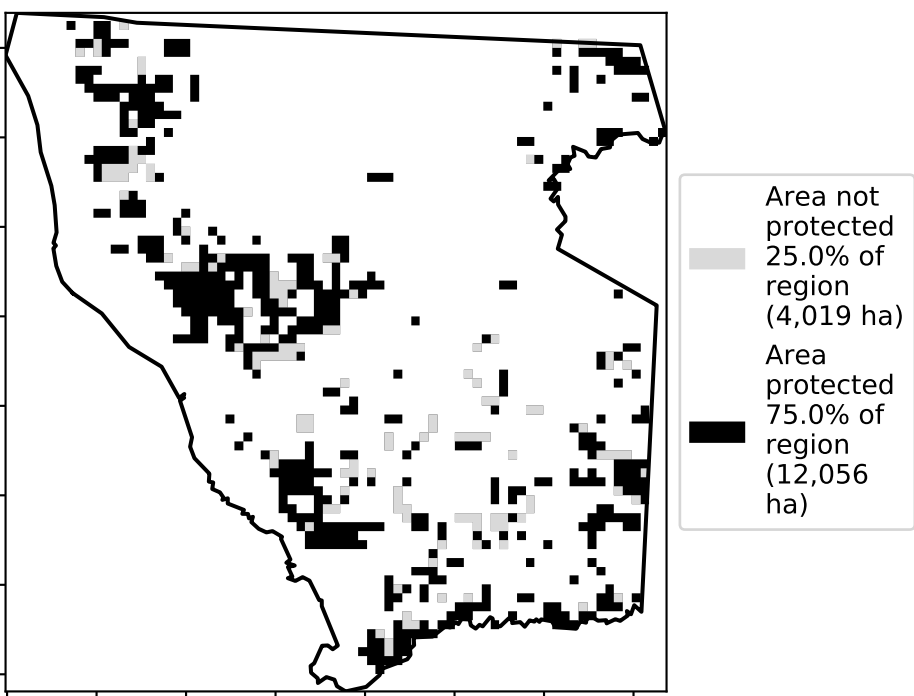 Area not
protected
25.0% of
region
(4,019 ha)
Area
protected
75.0% of
region
(12,056
ha)